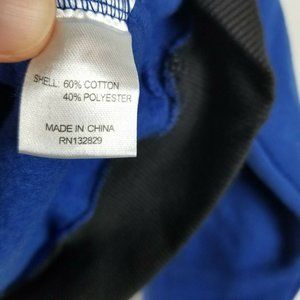 SHELL: 60% COTTON
40% POLYESTER
MADE IN CHINA
RN132829